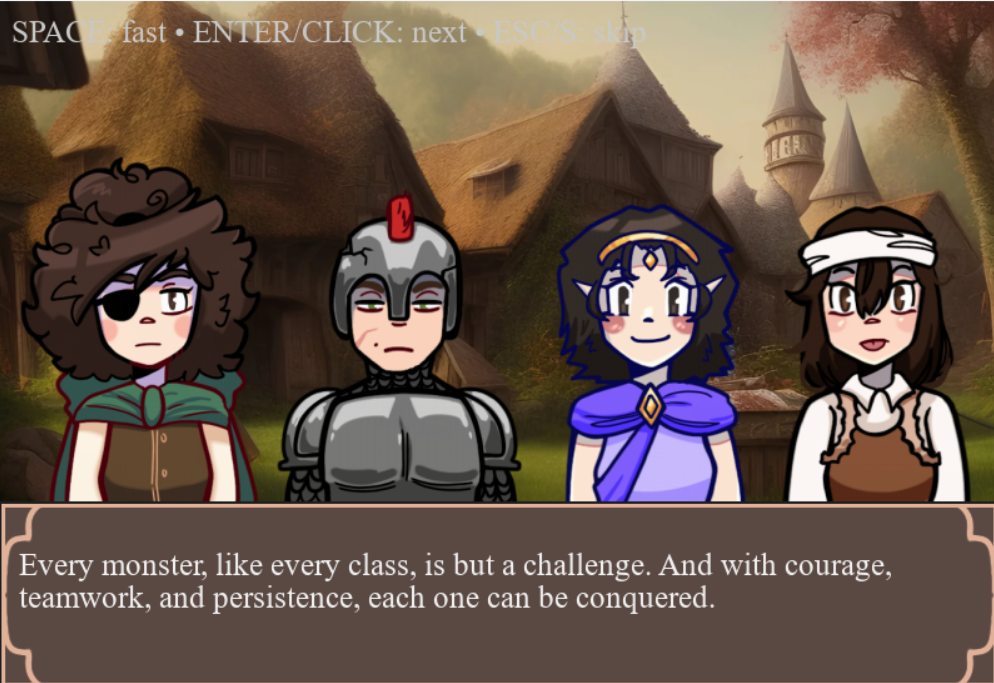 SPACE: fast • ENTER/CLICK: next • ESC/S: skip
Every monster, like every class, is but a challenge. And with courage,
teamwork, and persistence, each one can be conquered.